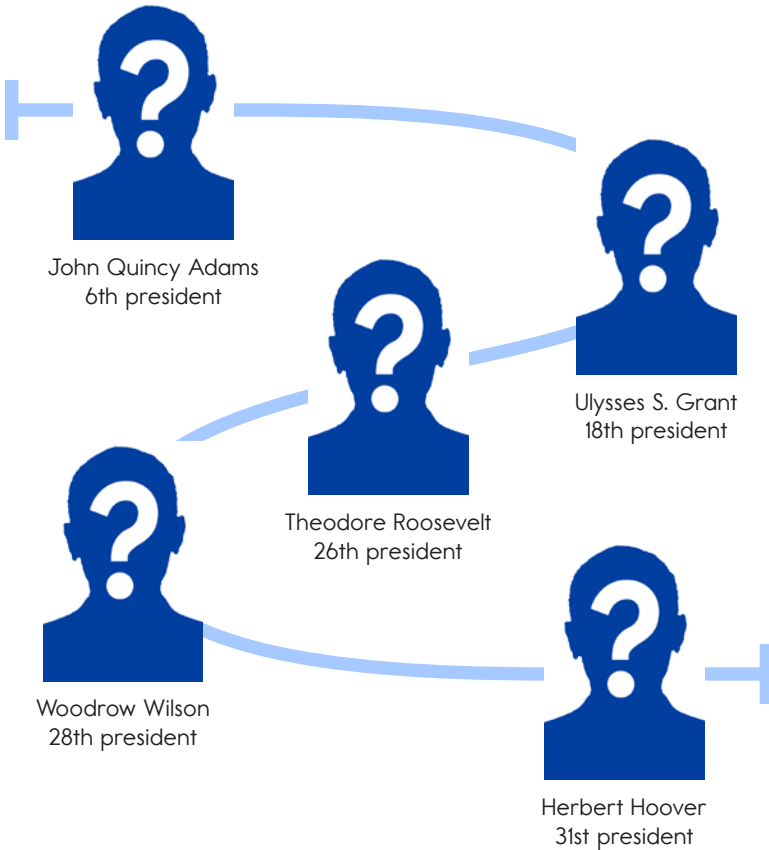 John Quincy Adams
6th president
Ulysses S. Grant
18th president
Theodore Roosevelt
26th president
Woodrow Wilson
28th president
Herbert Hoover
31st president